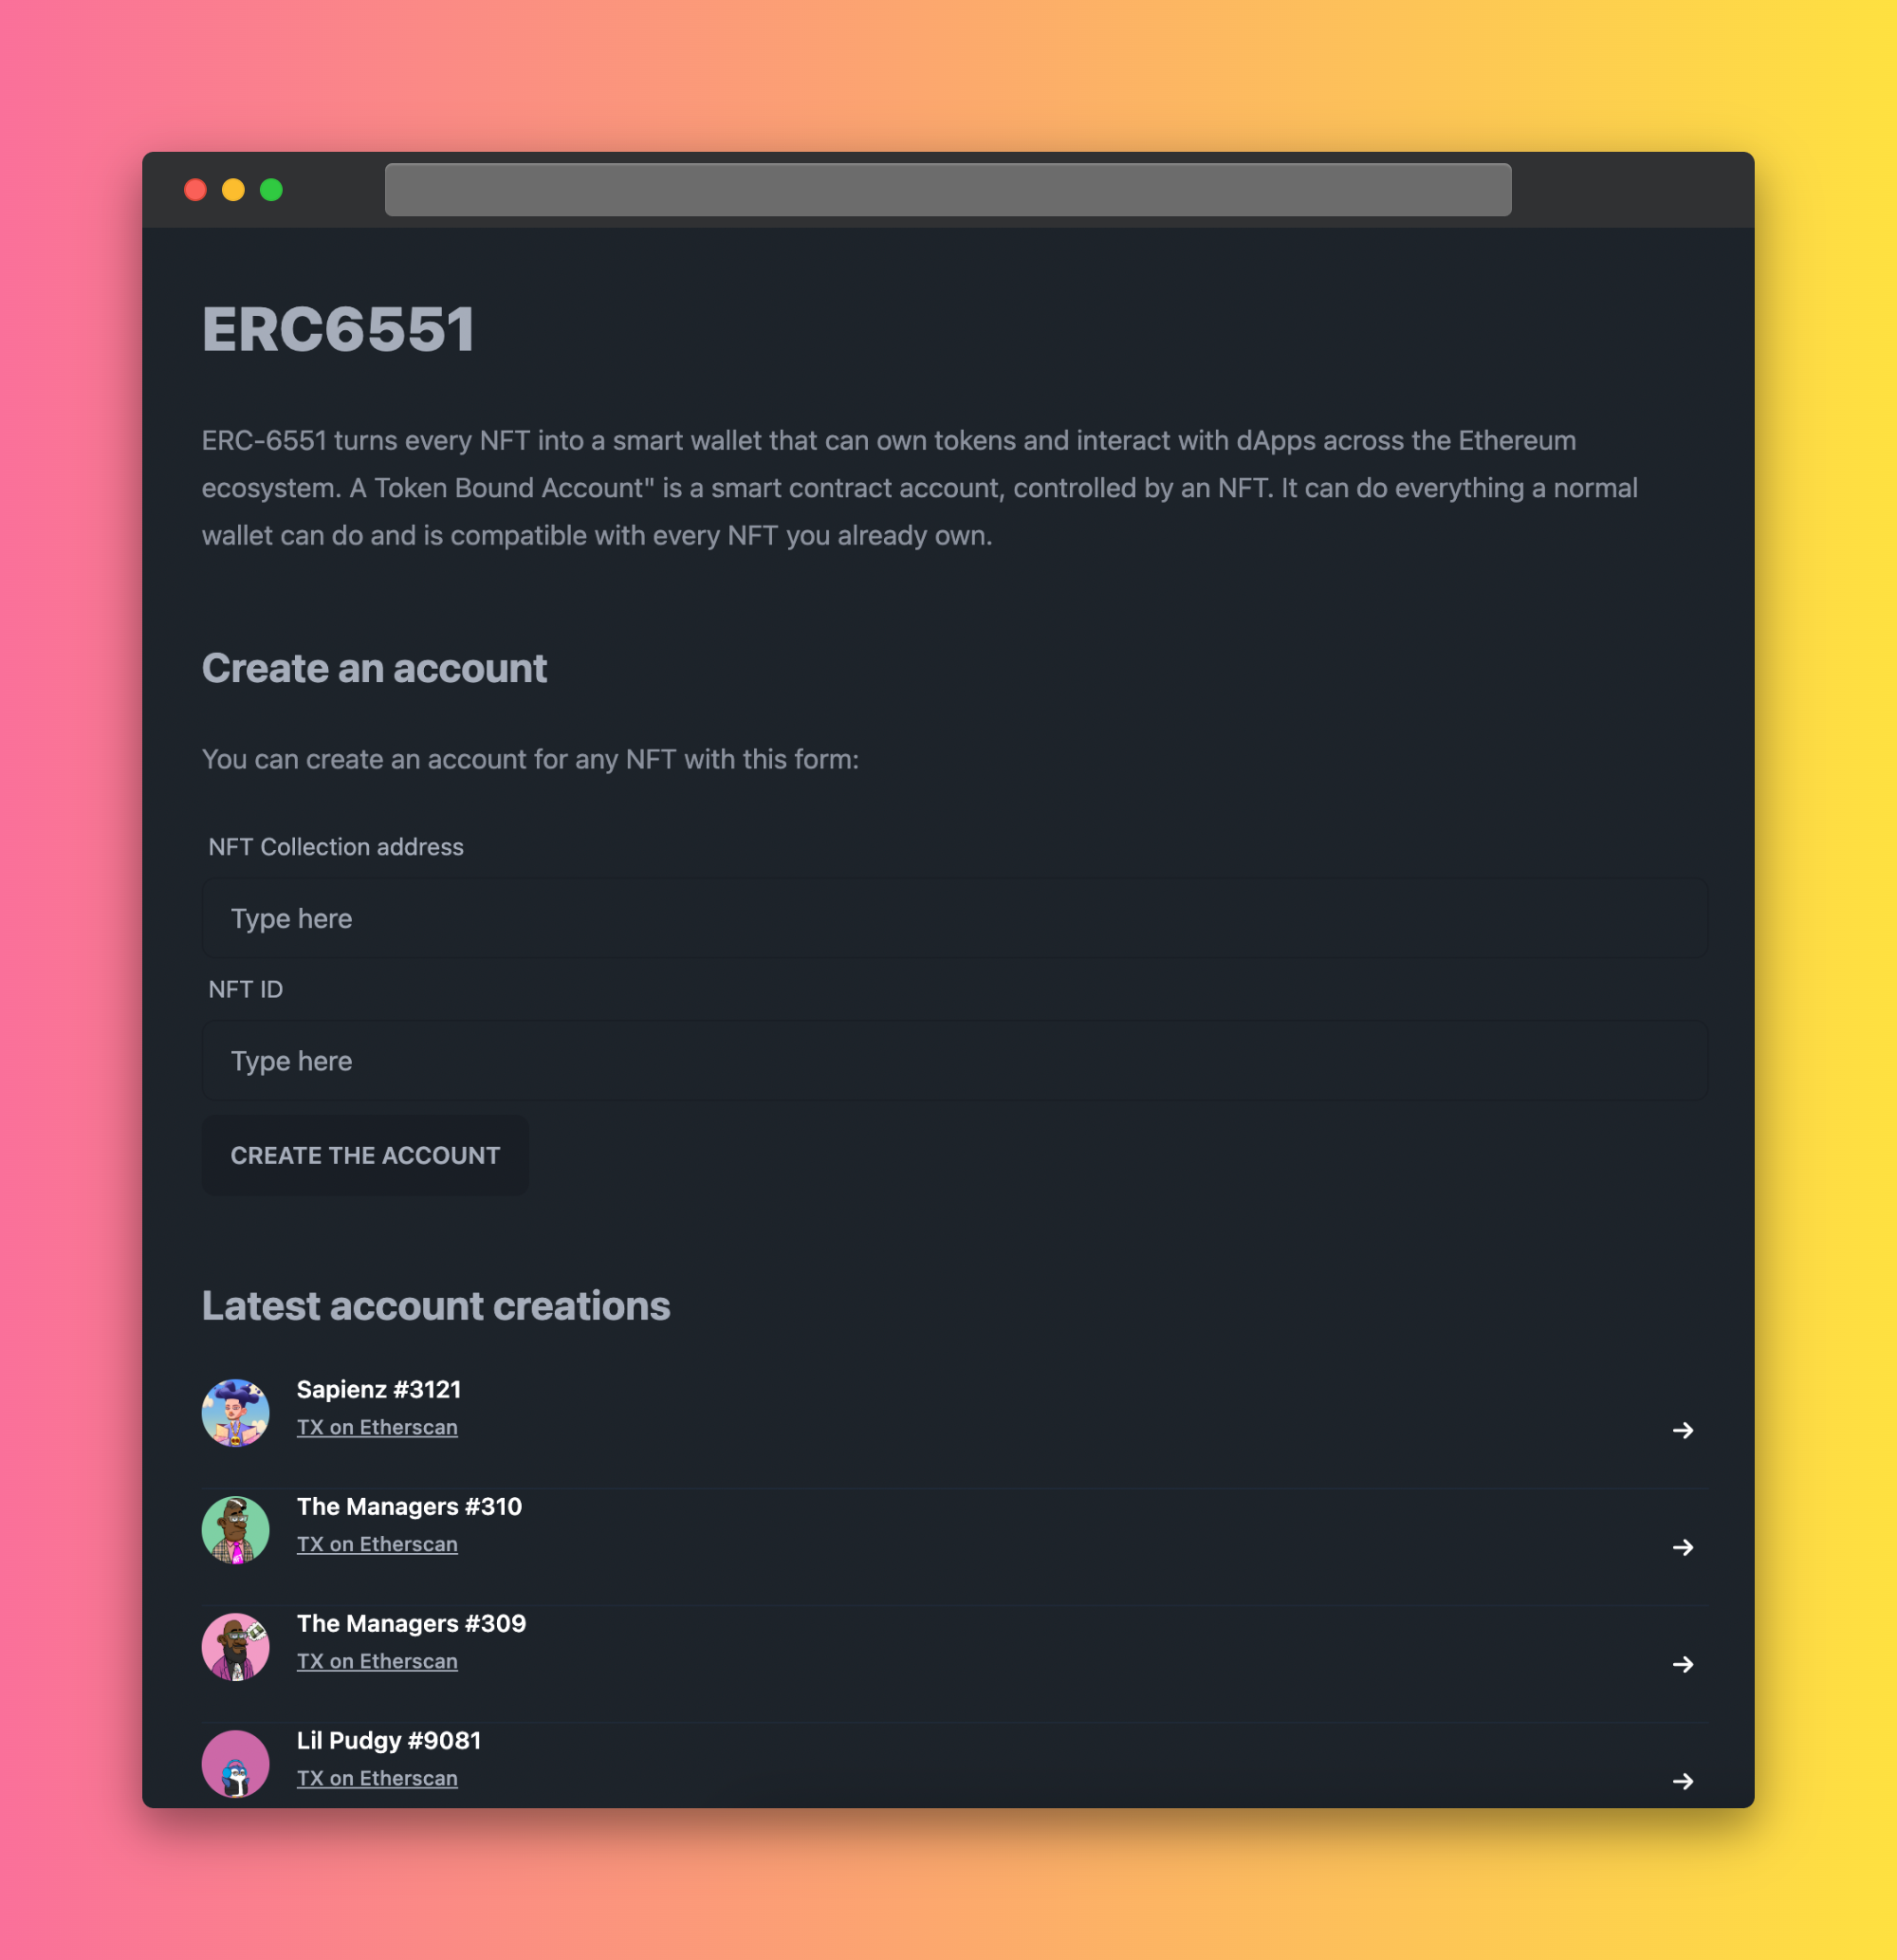 ERC6551
ERC-6551 turns every NFT into a smart wallet that can own tokens and interact with dApps across the Ethereum
ecosystem. A Token Bound Account" is a smart contract account, controlled by an NFT. It can do everything a normal
wallet can do and is compatible with every NFT you already own.
Create an account
You can create an account for any NFT with this form:
NFT Collection address
Type here
NFT ID
Type here
CREATE THE ACCOUNT
Latest account creations
Sapienz #3121
TX on Etherscan
The Managers #310
TX on Etherscan
The Managers #309
TX on Etherscan
Lil Pudgy #9081
TX on Etherscan